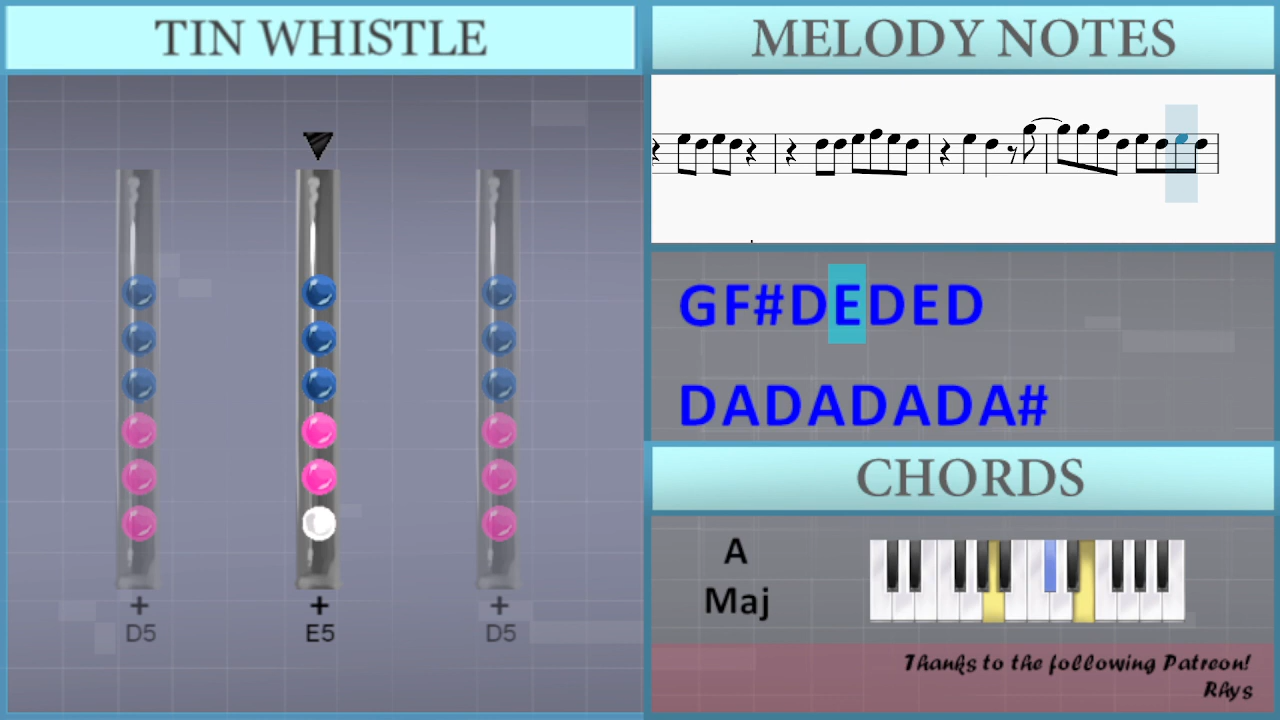 TIN WHISTLE
+
D5
+
E5
+
D5
MELODY NOTES
GF#DEDED
DADADADA#
CHORDS
A
Maj
Thanks to the following Patreon!
Rhys